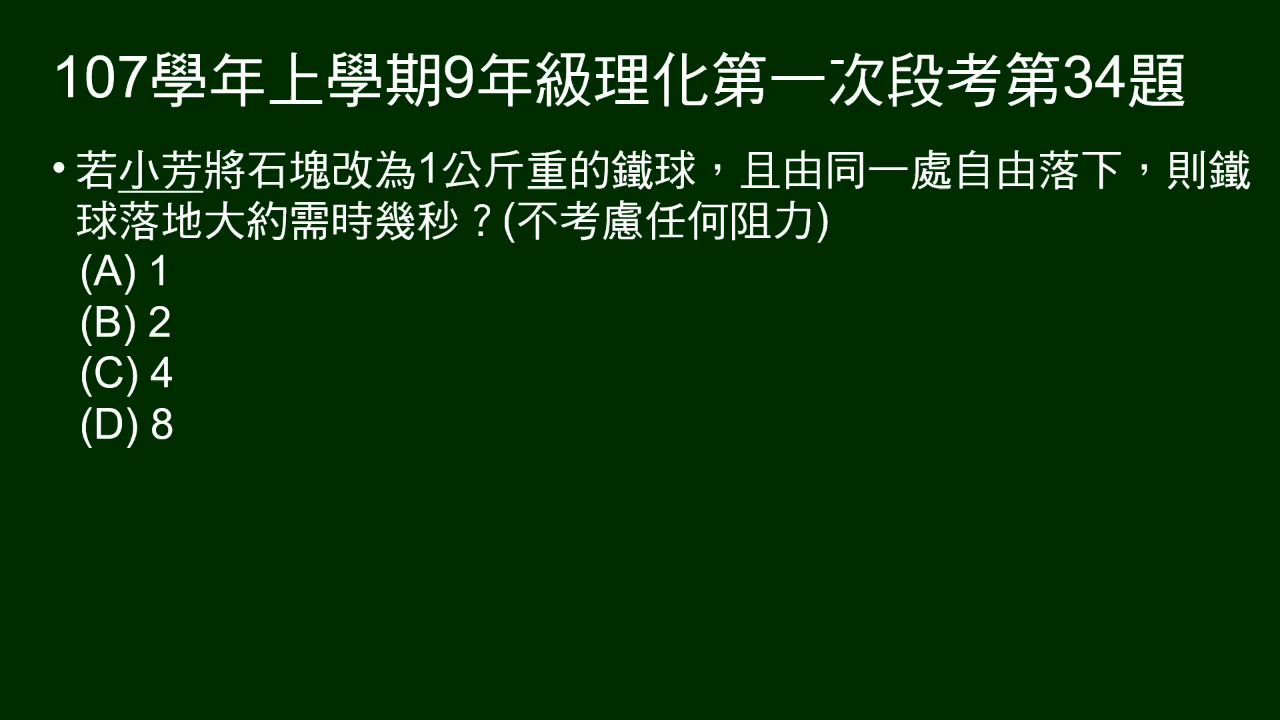 107學年上學期9年級理化第一次段考第34題
• 若小芳將石塊改為1公斤重的鐵球，且由同一處自由落下，則鐵
球落地大約需時幾秒？(不考慮任何阻力)
(A) 1
(B) 2
(C) 4
(D) 8